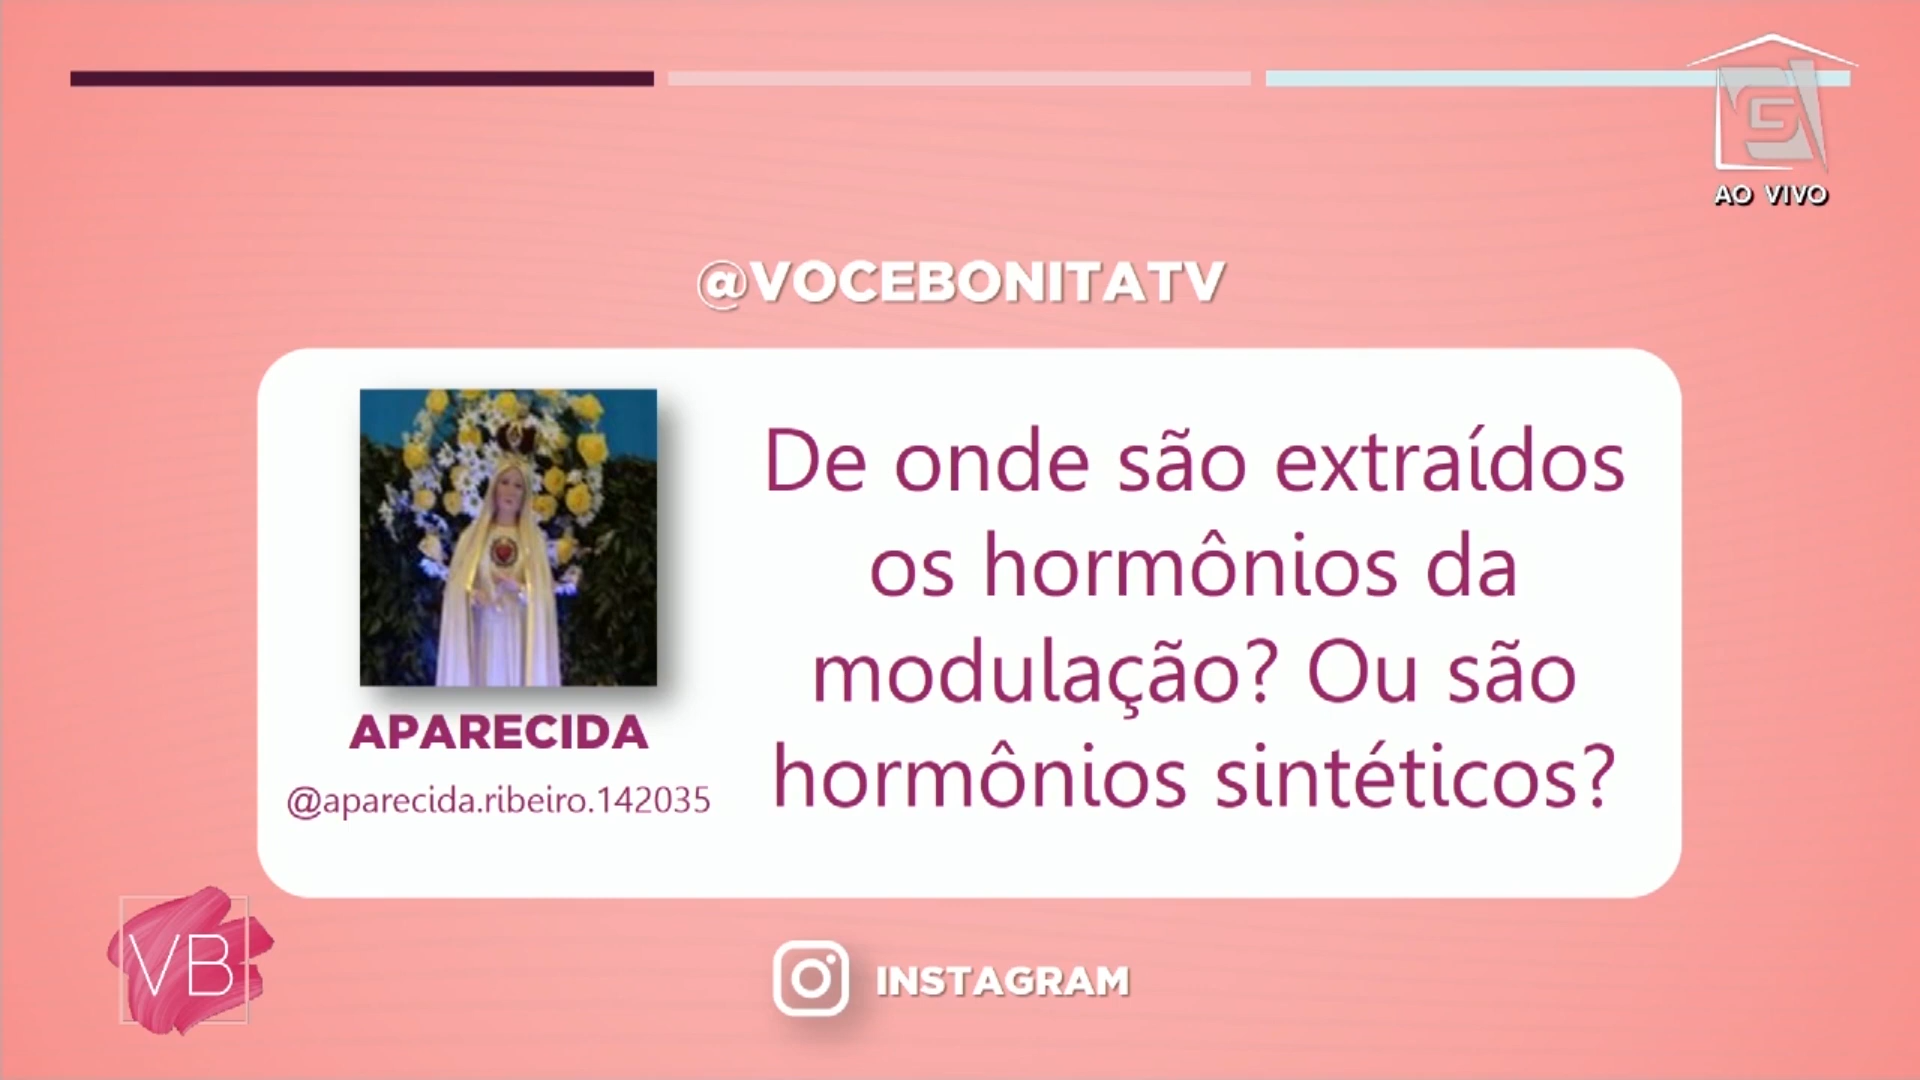 AO VIVO
@VOCEBONITATV
De onde são extraídos
os hormônios da
modulação? Ou são
hormônios sintéticos?
APARECIDA
@aparecida.ribeiro.142035
VB
INSTAGRAM